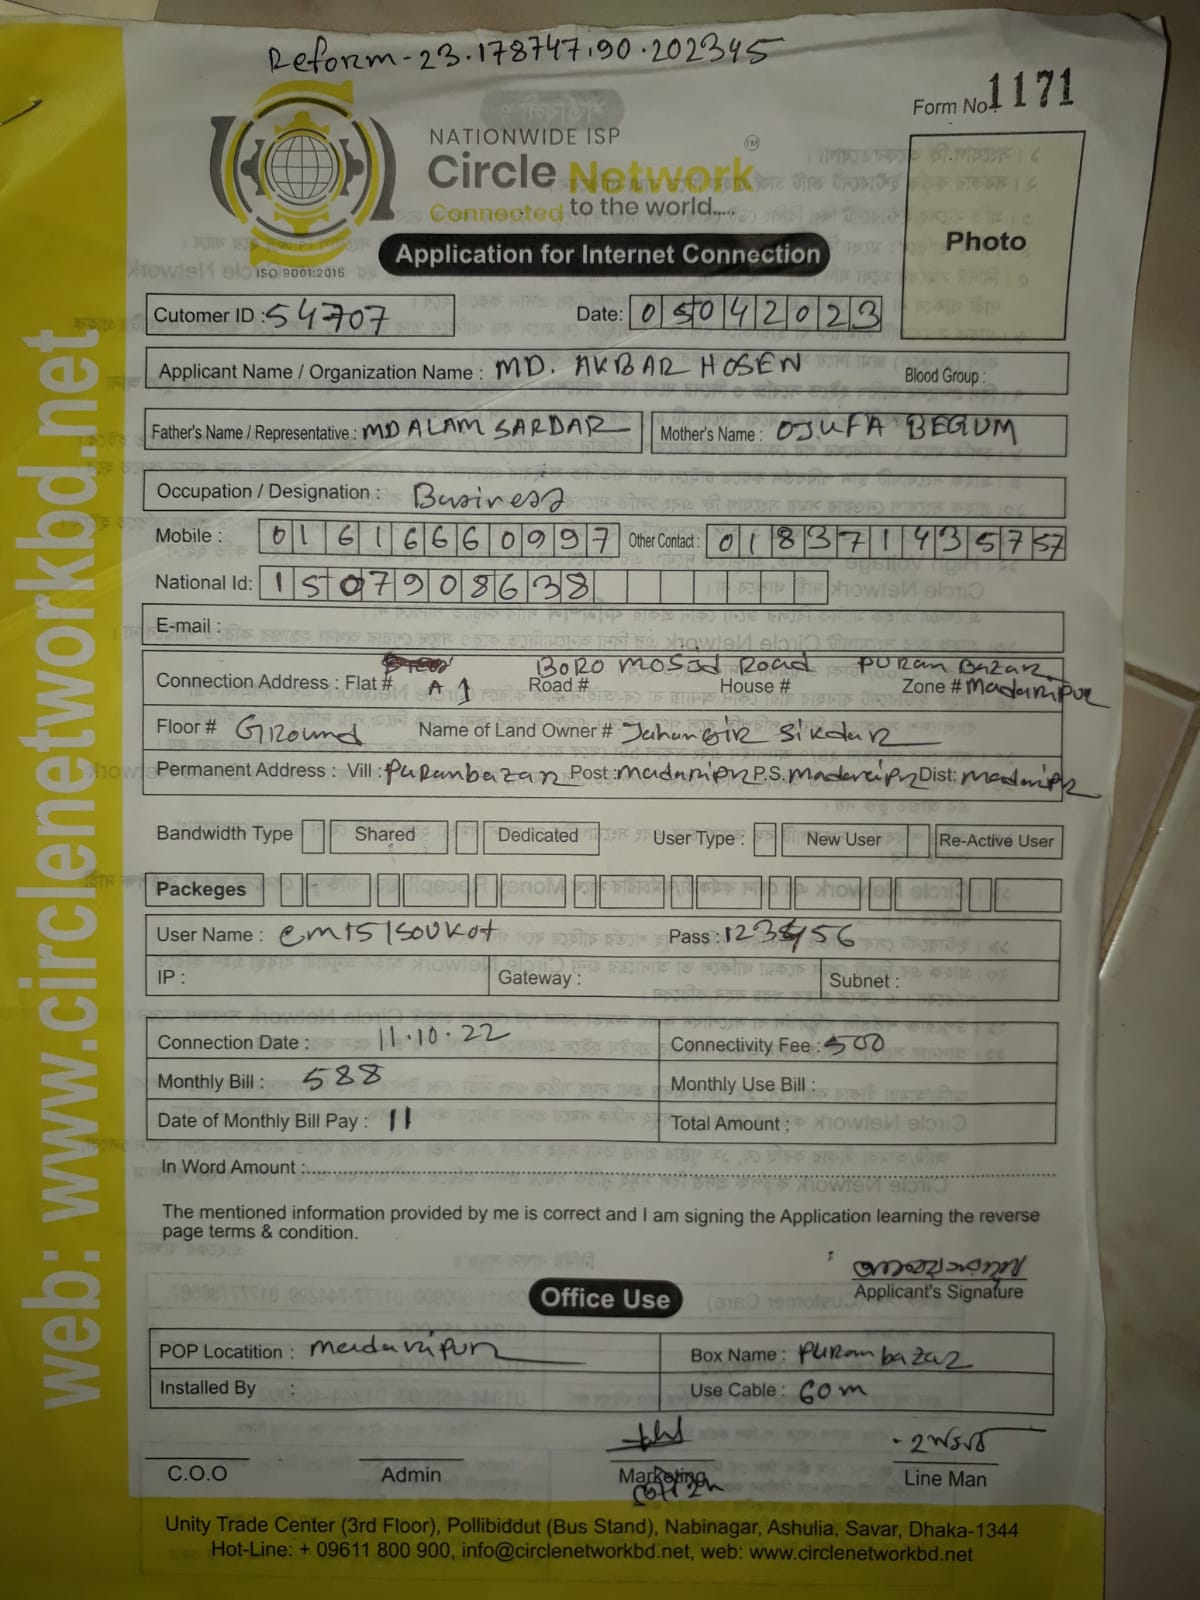 Reform-23.178747,90.202345
Form No. 1171
NATIONWIDE ISP
Circle Network TM
Connected to the world.....
ISO 9001:2015
Application for Internet Connection
Photo
Cutomer ID : 54707 Date: 05042023
Applicant Name / Organization Name : MD. AKBAR HOSEN Blood Group :
Father's Name / Representative : MD ALAM SARDAR Mother's Name : OJUFA BEGUM
Occupation / Designation : Business
Mobile : 01616660997 Other Contact : 01837143575
National Id: 1507908638
E-mail :
BORO MOSJD ROAD PURAN BAZAR
Connection Address : Flat # A 1 Road # House # Zone # Madaripur
Floor # Ground Name of Land Owner # Jahangir Sikdar
Permanent Address : Vill : Puranbazar Post : madaripr P.S. Madaripr Dist: madaripr
Bandwidth Type Shared Dedicated User Type : New User Re-Active User
Packeges
User Name : Pass : 123456
IP : Gateway : Subnet :
Connection Date : 11.10.22 Connectivity Fee : 500
Monthly Bill : 588 Monthly Use Bill :
Date of Monthly Bill Pay : 11 Total Amount :
In Word Amount :
The mentioned information provided by me is correct and I am signing the Application learning the reverse
page terms & condition.
Applicant's Signature
Office Use
POP Locatition : madaripur Box Name : Puranbazar
Installed By : Use Cable : 60m
C.O.O Admin Marketing Line Man
Unity Trade Center (3rd Floor), Pollibiddut (Bus Stand), Nabinagar, Ashulia, Savar, Dhaka-1344
Hot-Line: + 09611 800 900, info@circlenetworkbd.net, web: www.circlenetworkbd.net
web: www.circlenetworkbd.net